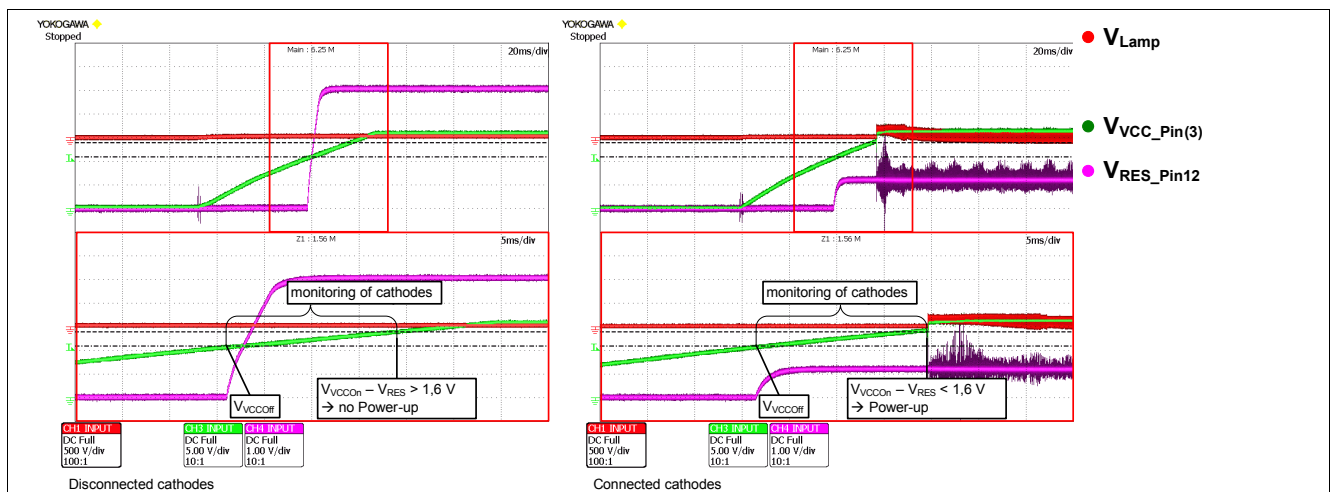 YOKOGAWA
Stopped
Main : 6.25 M
20ms/div
Z1 : 1.56 M
5ms/div
monitoring of cathodes
VVCCOff
VVCCOn – VRES > 1,6 V
→ no Power-up
CH1 INPUT
DC Full
500 V/div
100:1
CH3 INPUT
DC Full
5.00 V/div
10:1
CH4 INPUT
DC Full
1.00 V/div
10:1
Disconnected cathodes
YOKOGAWA
Stopped
Main : 6.25 M
20ms/div
Z1 : 1.56 M
5ms/div
monitoring of cathodes
VVCCOff
VVCCOn – VRES < 1,6 V
→ Power-up
CH1 INPUT
DC Full
500 V/div
100:1
CH3 INPUT
DC Full
5.00 V/div
10:1
CH4 INPUT
DC Full
1.00 V/div
10:1
Connected cathodes
VLamp
VVCC_Pin(3)
VRES_Pin12